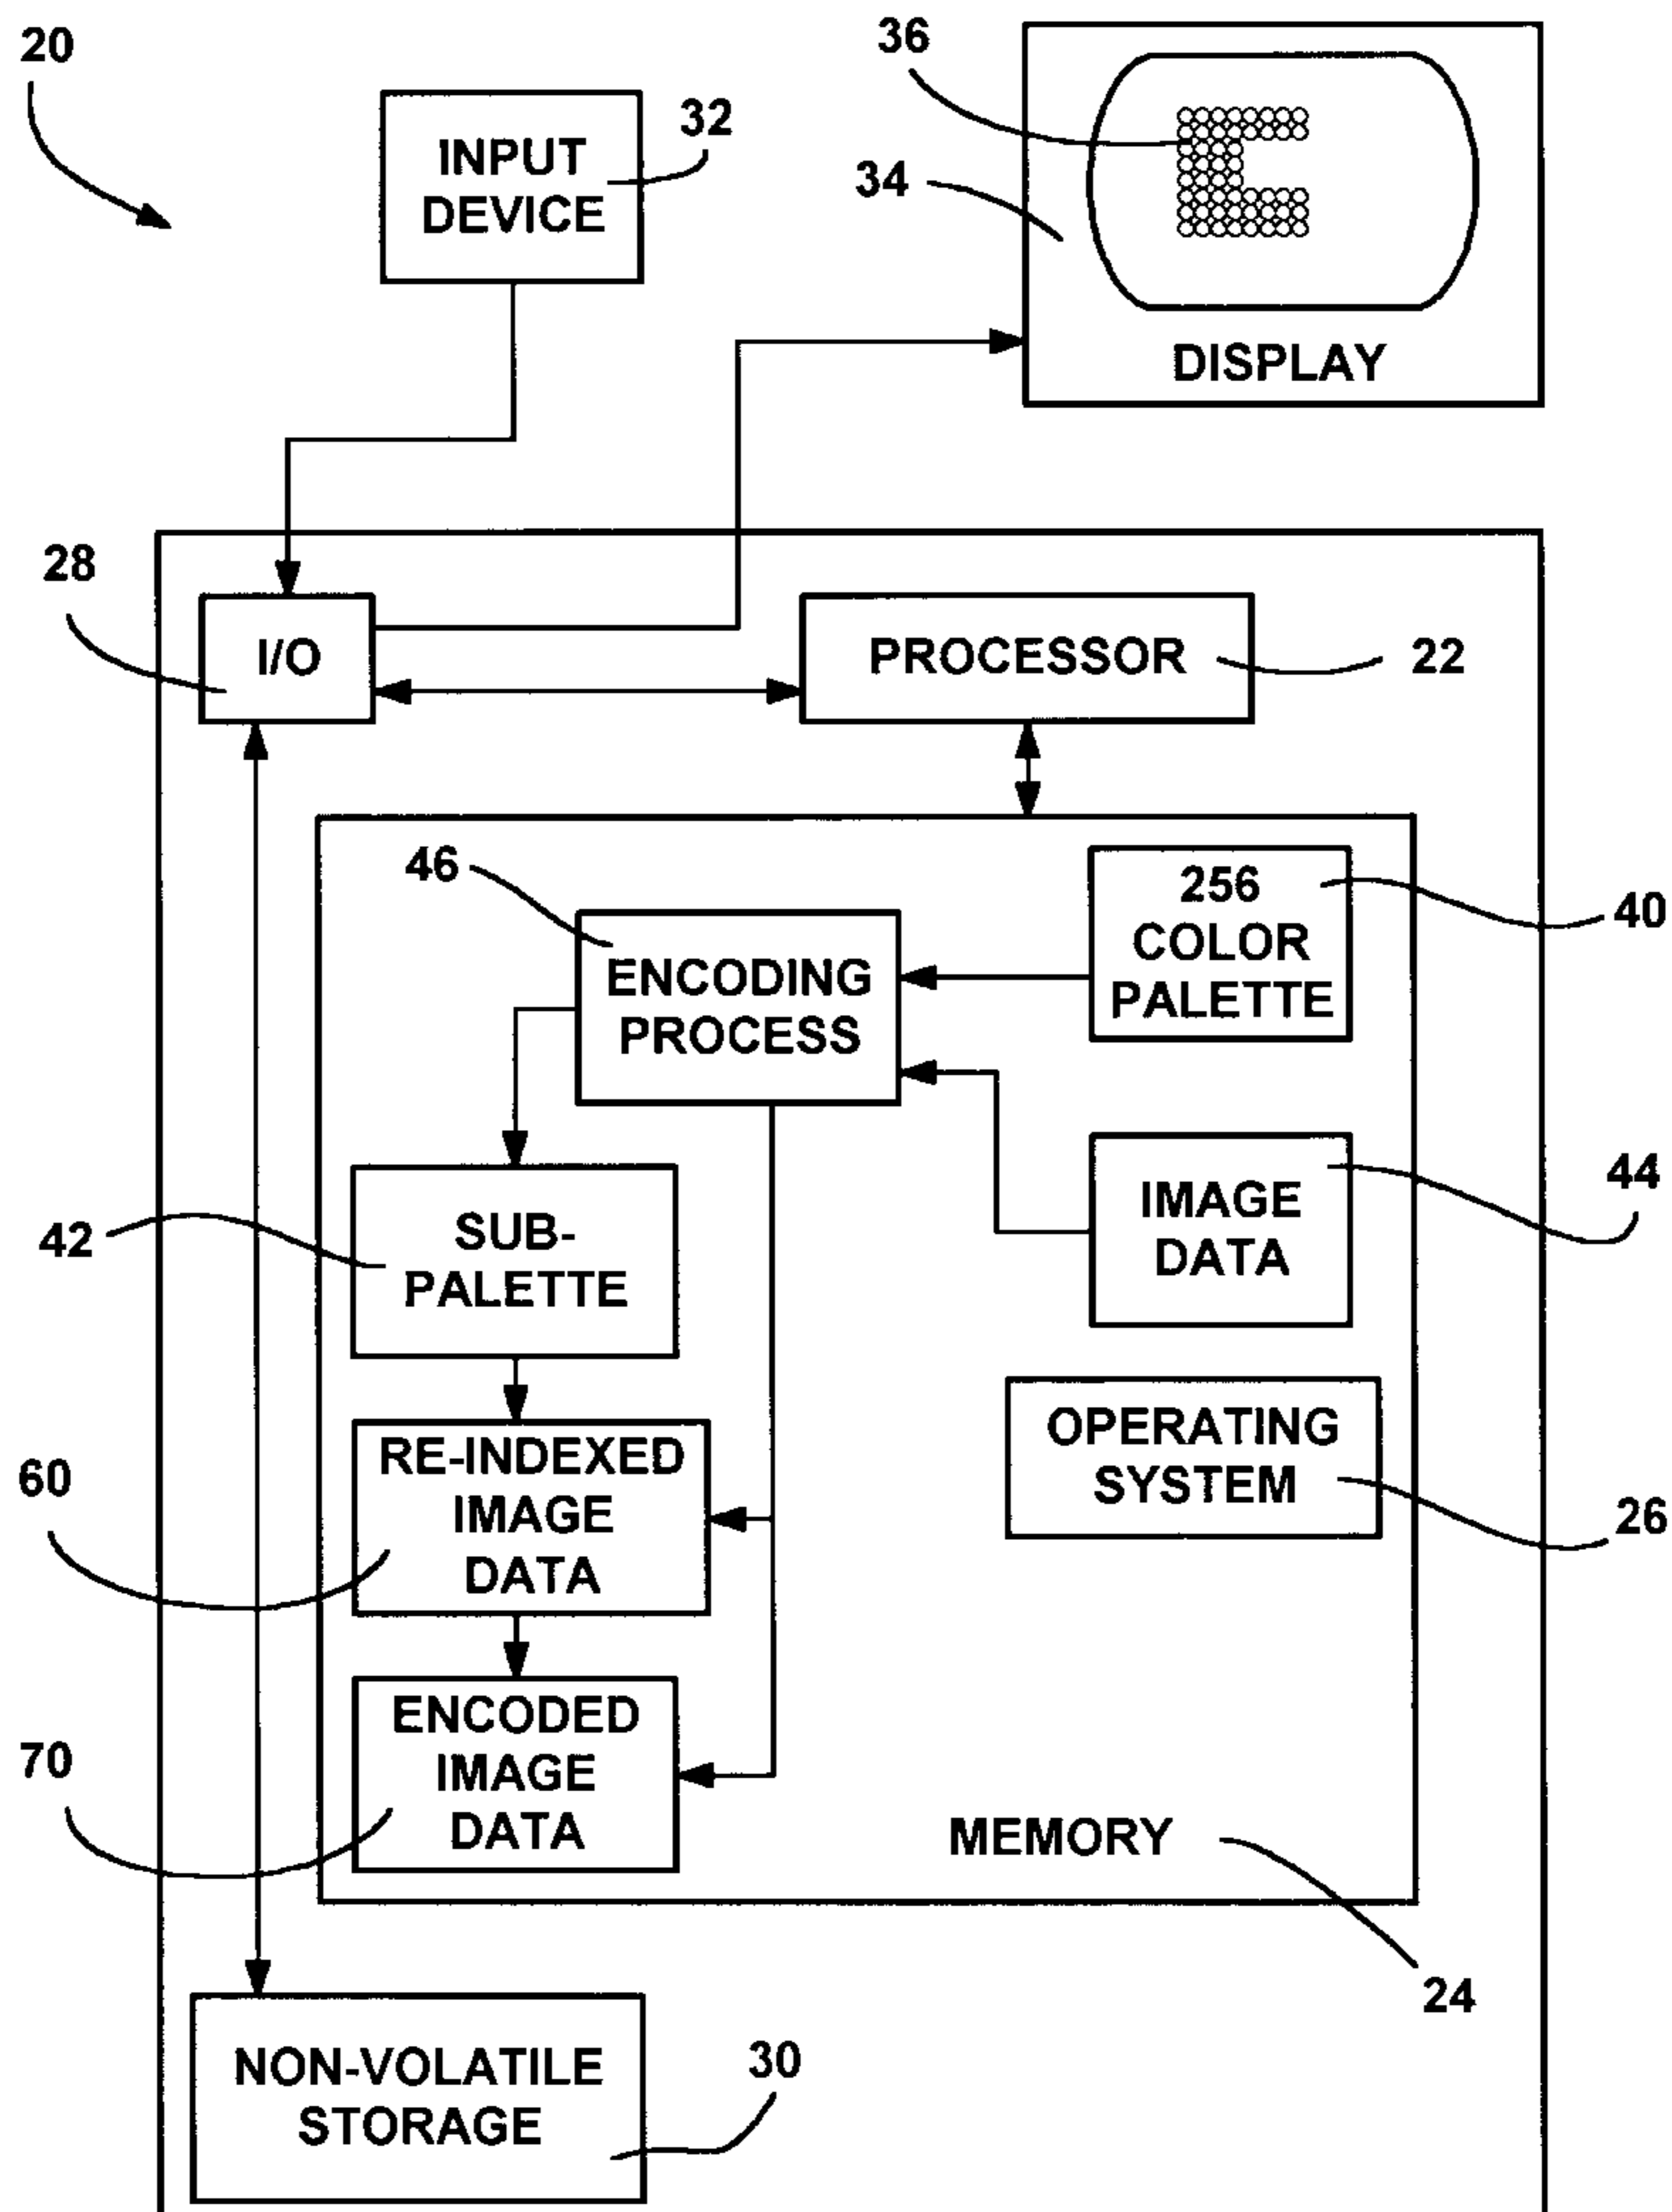 20
36
32
INPUT
DEVICE
34
DISPLAY
28
I/O
PROCESSOR
22
46
256
COLOR
PALETTE
40
ENCODING
PROCESS
44
IMAGE
DATA
42
SUB-
PALETTE
OPERATING
SYSTEM
26
60
RE-INDEXED
IMAGE
DATA
70
ENCODED
IMAGE
DATA
MEMORY
24
NON-VOLATILE
STORAGE
30